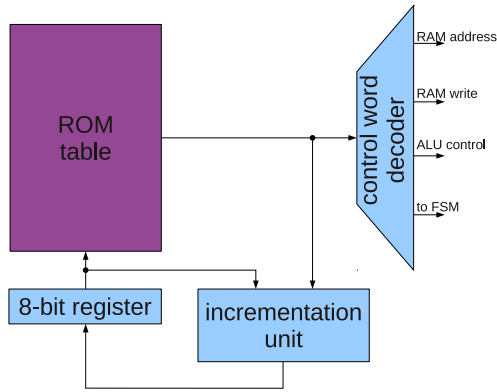 ROM
table
control word
decoder
RAM address
RAM write
ALU control
to FSM
8-bit register
incrementation
unit